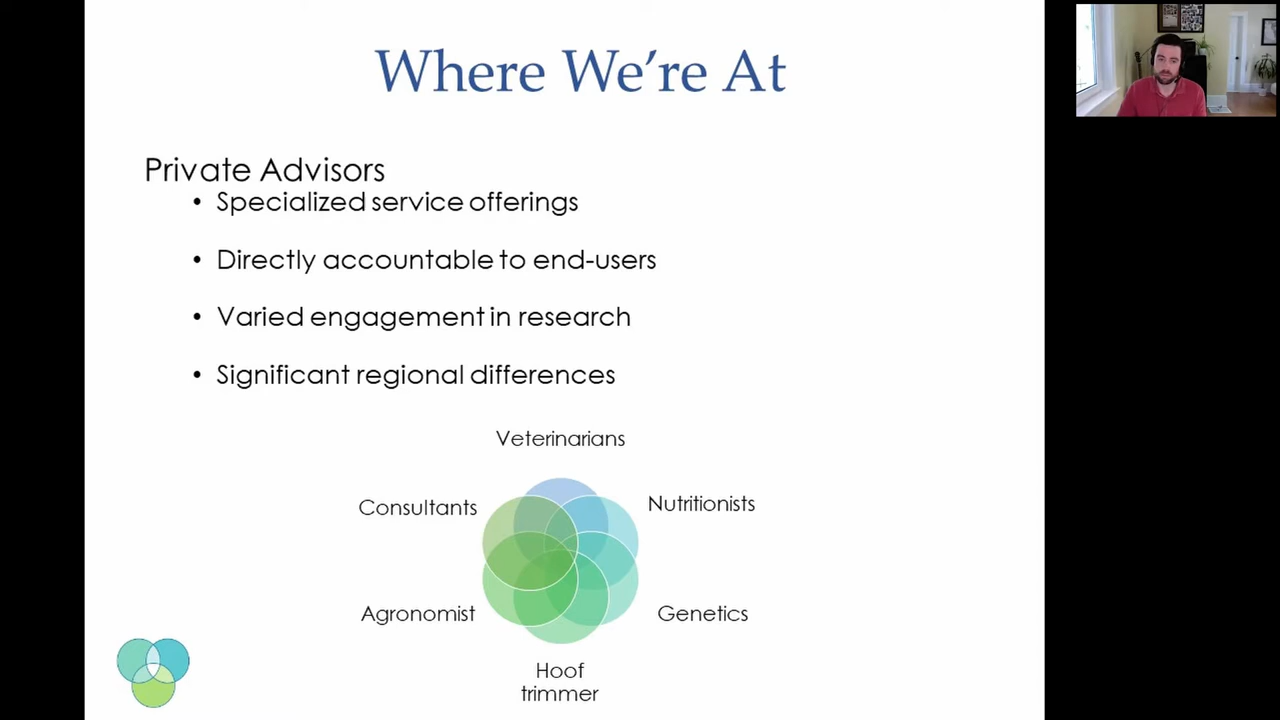 Where We're At
Private Advisors
• Specialized service offerings
• Directly accountable to end-users
• Varied engagement in research
• Significant regional differences
Veterinarians
Consultants
Nutritionists
Agronomist
Genetics
Hoof
trimmer